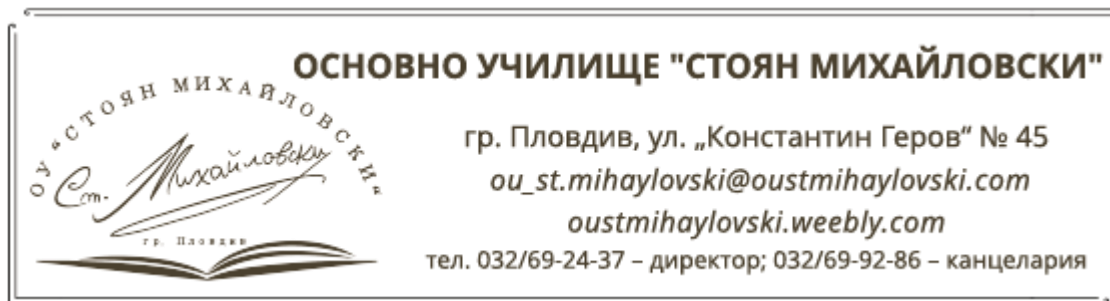 ОСНОВНО УЧИЛИЩЕ "СТОЯН МИХАЙЛОВСКИ"
ОУ "СТОЯН МИХАЙЛОВСКИ"
Ст. Михайловски
гр. Пловдив
гр. Пловдив, ул. „Константин Геров“ № 45
ou_st.mihaylovski@oustmihaylovski.com
oustmihaylovski.weebly.com
тел. 032/69-24-37 – директор; 032/69-92-86 – канцелария